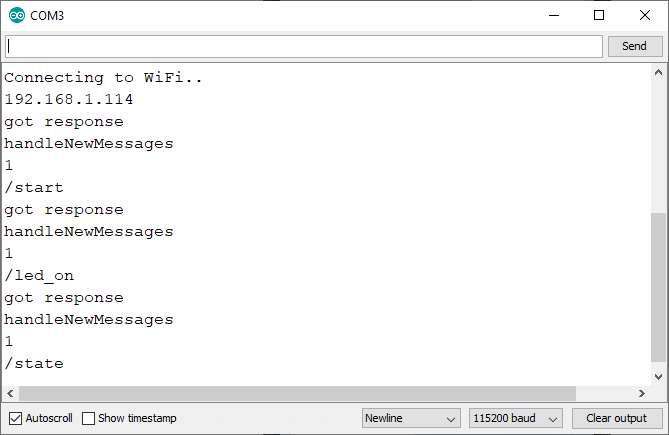 COM3
Send
Connecting to WiFi..
192.168.1.114
got response
handleNewMessages
1
/start
got response
handleNewMessages
1
/led_on
got response
handleNewMessages
1
/state
Autoscroll Show timestamp Newline 115200 baud Clear output